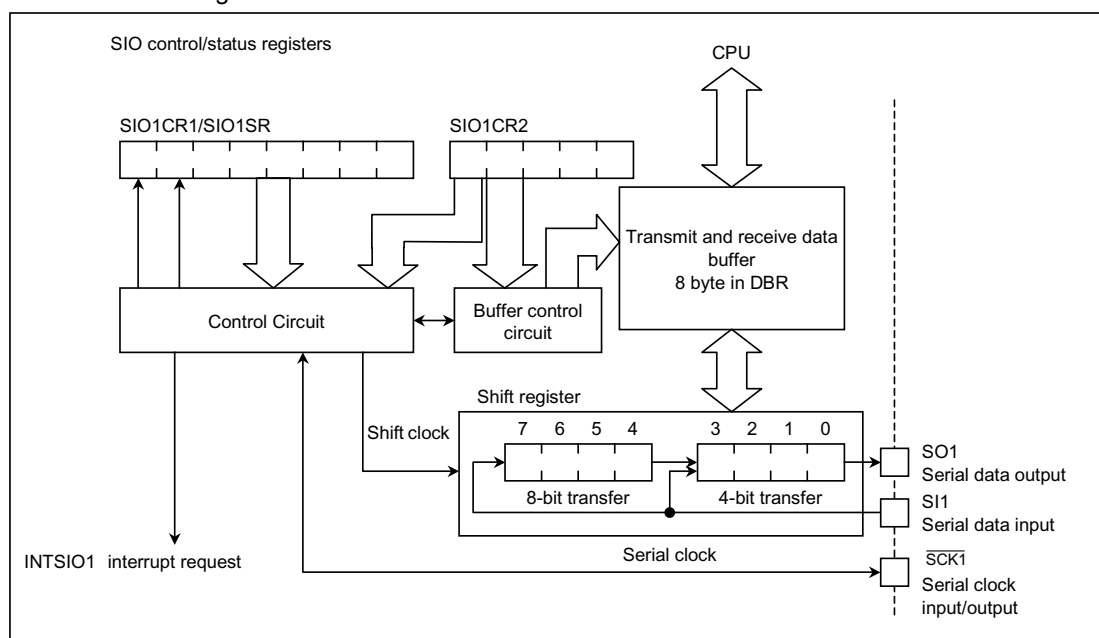 SIO control/status registers
CPU
SIO1CR1/SIO1SR
SIO1CR2
Transmit and receive data
buffer
8 byte in DBR
Control Circuit
Buffer control
circuit
Shift register
7 6 5 4 3 2 1 0
Shift clock
8-bit transfer
4-bit transfer
SO1
Serial data output
SI1
Serial data input
INTSIO1 interrupt request
Serial clock
SCK1
Serial clock
input/output